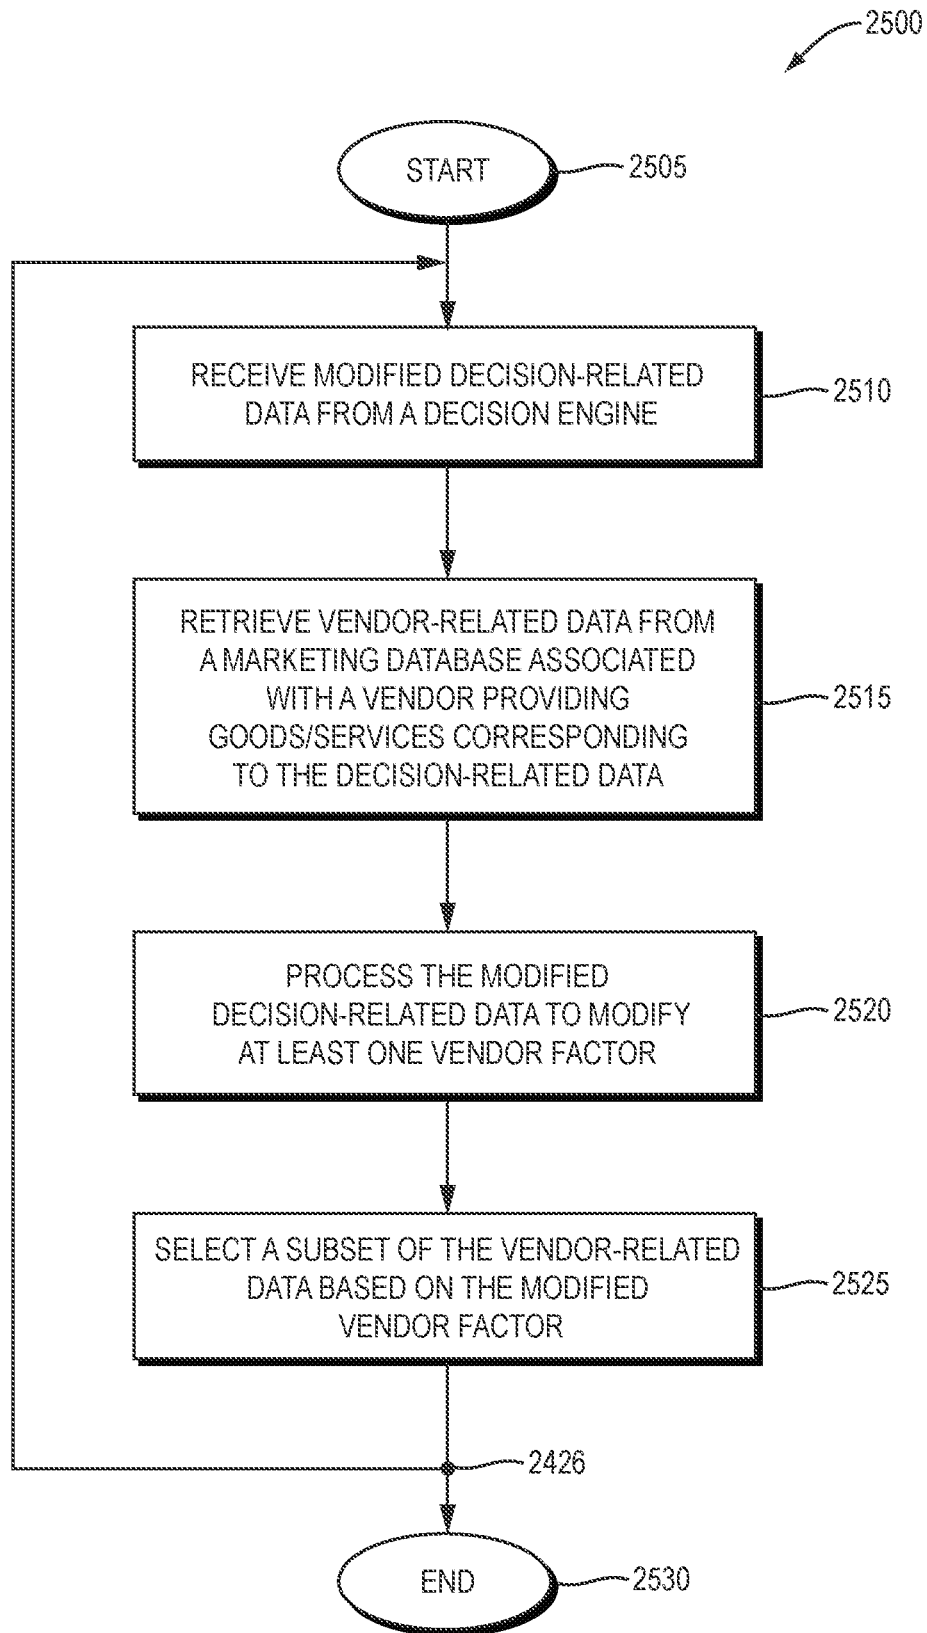 2500
START
2505
RECEIVE MODIFIED DECISION-RELATED
DATA FROM A DECISION ENGINE
2510
RETRIEVE VENDOR-RELATED DATA FROM
A MARKETING DATABASE ASSOCIATED
WITH A VENDOR PROVIDING
GOODS/SERVICES CORRESPONDING
TO THE DECISION-RELATED DATA
2515
PROCESS THE MODIFIED
DECISION-RELATED DATA TO MODIFY
AT LEAST ONE VENDOR FACTOR
2520
SELECT A SUBSET OF THE VENDOR-RELATED
DATA BASED ON THE MODIFIED
VENDOR FACTOR
2525
2426
END
2530